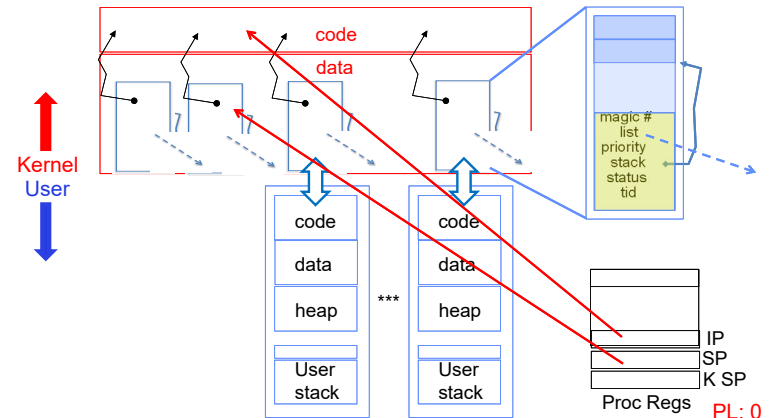 code
data
magic #
list
priority
stack
status
tid
Kernel
User
code
data
heap
User
stack
***
code
data
heap
User
stack
IP
SP
K SP
Proc Regs
PL: 0